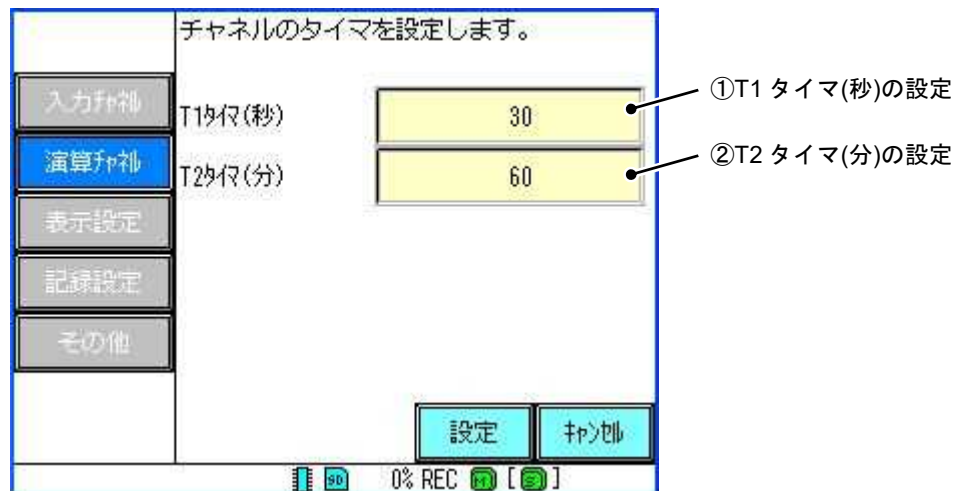 チャネルのタイマを設定します。
入力ﾁｬﾈﾙ
演算ﾁｬﾈﾙ
表示設定
記録設定
その他
T1ﾀｲﾏ(秒)
30
T2ﾀｲﾏ(分)
60
①T1 タイマ(秒)の設定
②T2 タイマ(分)の設定
設定
ｷｬﾝｾﾙ
SD
0% REC M [S]